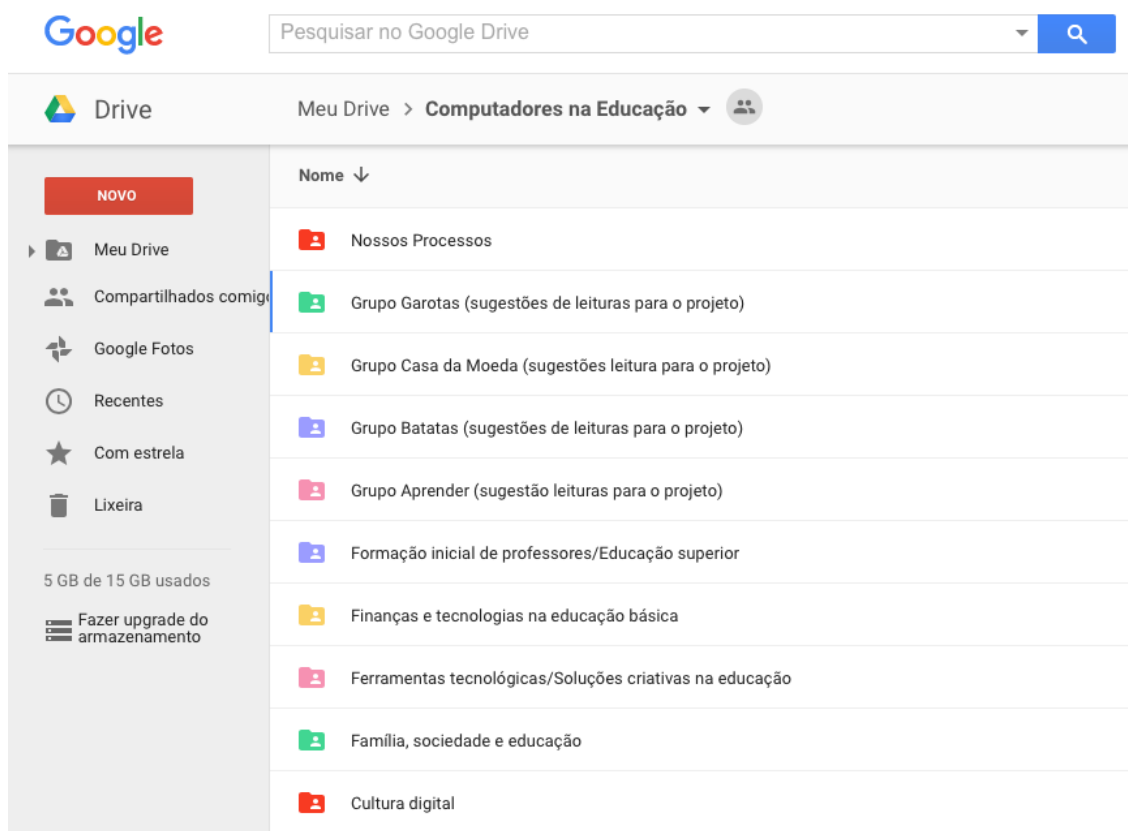 Google
Pesquisar no Google Drive
Drive
Meu Drive > Computadores na Educação
NOVO
Meu Drive
Compartilhados comigo
Google Fotos
Recentes
Com estrela
Lixeira
5 GB de 15 GB usados
Fazer upgrade do
armazenamento
Nome
Nossos Processos
Grupo Garotas (sugestões de leituras para o projeto)
Grupo Casa da Moeda (sugestões leitura para o projeto)
Grupo Batatas (sugestões de leituras para o projeto)
Grupo Aprender (sugestão leituras para o projeto)
Formação inicial de professores/Educação superior
Finanças e tecnologias na educação básica
Ferramentas tecnológicas/Soluções criativas na educação
Família, sociedade e educação
Cultura digital